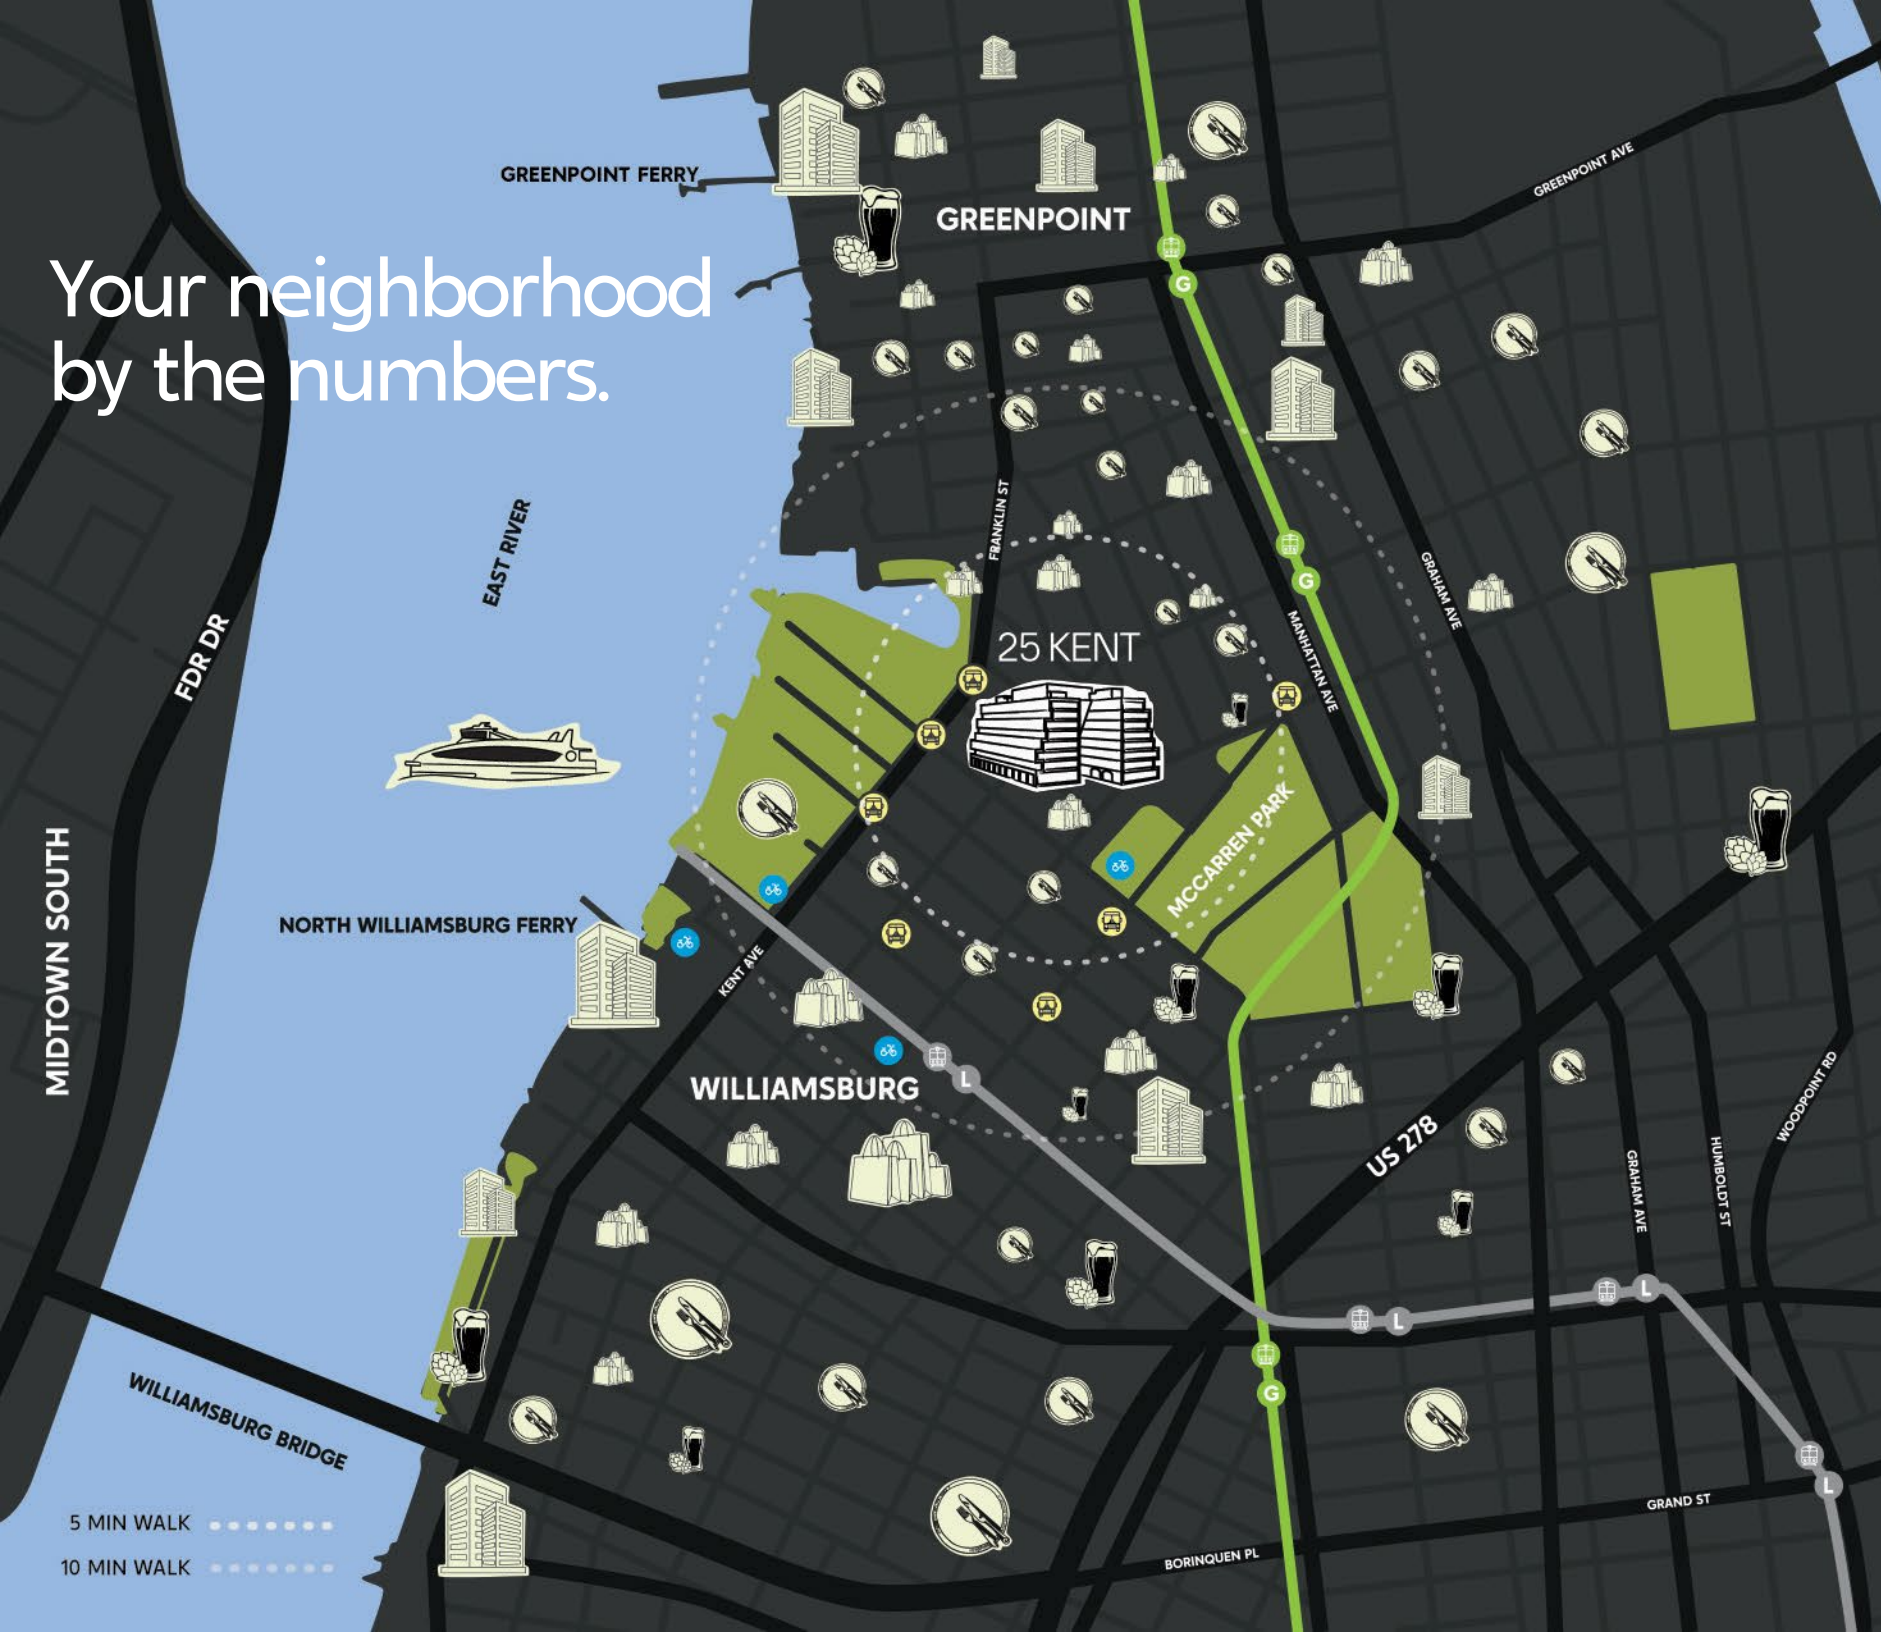 GREENPOINT FERRY
GREENPOINT AVE
GREENPOINT
Your neighborhood
by the numbers.
G
EAST RIVER
FRANKLIN ST
G
GRAHAM AVE
FDR DR
25 KENT
MANHATTAN AVE
MCCARREN PARK
MIDTOWN SOUTH
NORTH WILLIAMSBURG FERRY
KENT AVE
L
WILLIAMSBURG
US 278
WOODPOINT RD
GRAHAM AVE
HUMBOLDT ST
L
L
G
WILLIAMSBURG BRIDGE
L
GRAND ST
5 MIN WALK
BORINQUEN PL
10 MIN WALK